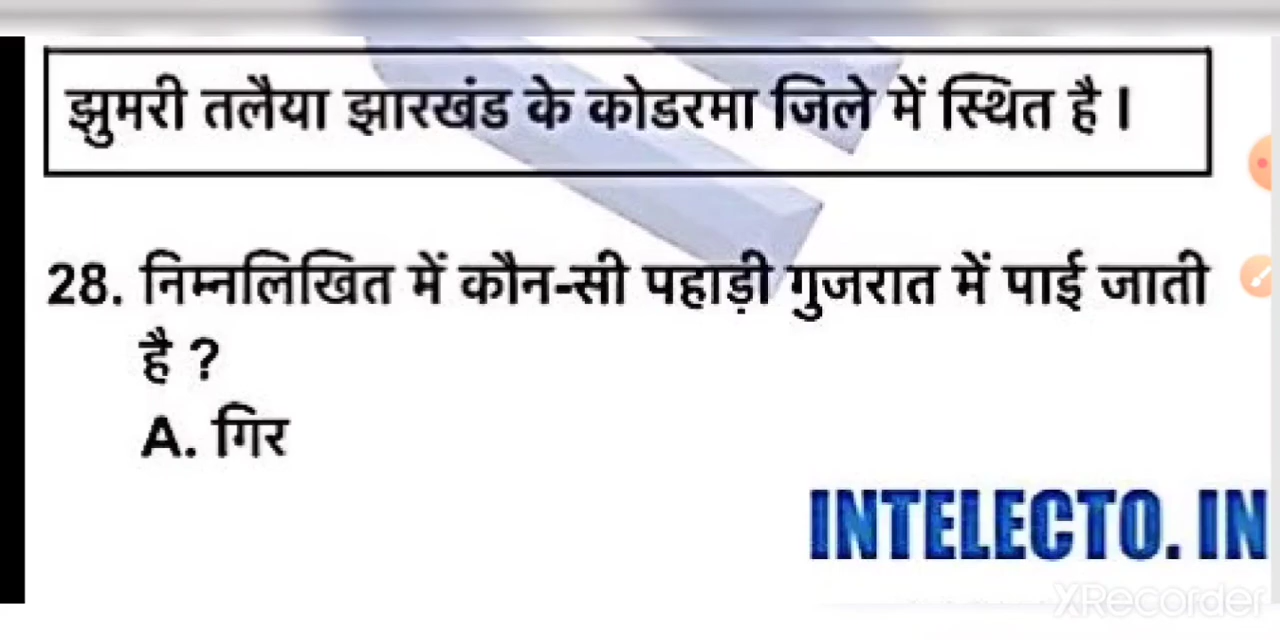 झुमरी तलैया झारखंड के कोडरमा जिले में स्थित है ।
28. निम्नलिखित में कौन-सी पहाड़ी गुजरात में पाई जाती
है ?
A. गिर
INTELECTO. IN
XRecorder